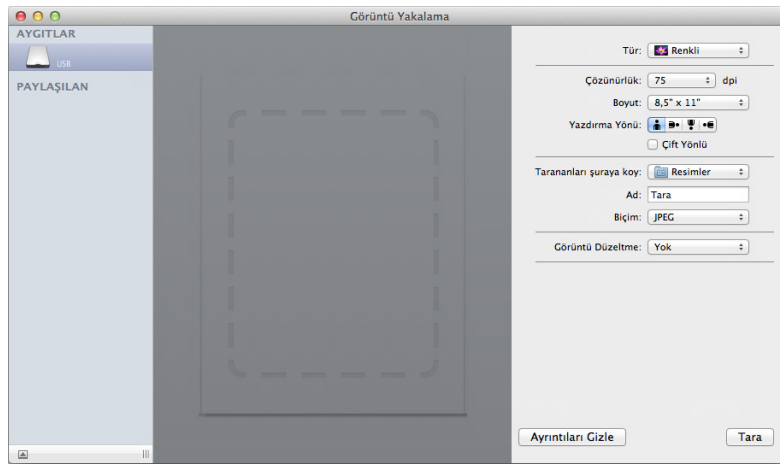 Görüntü Yakalama
AYGITLAR
USB
PAYLAŞILAN
Tür: Renkli
Çözünürlük: 75 dpi
Boyut: 8,5" x 11"
Yazdırma Yönü:
Çift Yönlü
Tarananları şuraya koy: Resimler
Ad: Tara
Biçim: JPEG
Görüntü Düzeltme: Yok
Ayrıntıları Gizle Tara